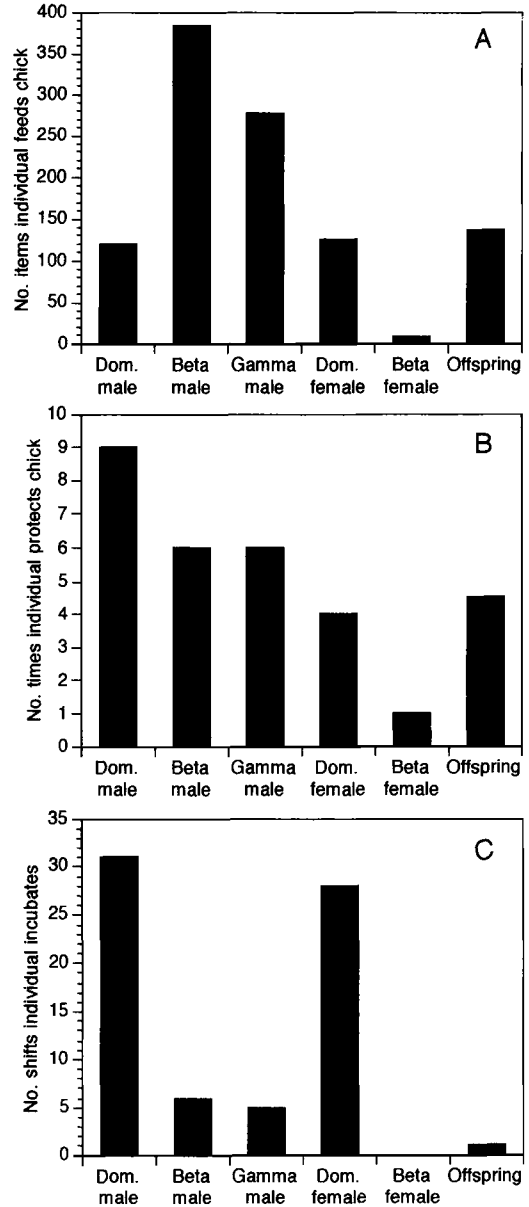 A
No. items individual feeds chick
400
350
300
250
200
150
100
50
0
Dom. male
Beta male
Gamma male
Dom. female
Beta female
Offspring
B
No. times individual protects chick
10
9
8
7
6
5
4
3
2
1
0
Dom. male
Beta male
Gamma male
Dom. female
Beta female
Offspring
C
No. shifts individual incubates
35
30
25
20
15
10
5
0
Dom. male
Beta male
Gamma male
Dom. female
Beta female
Offspring